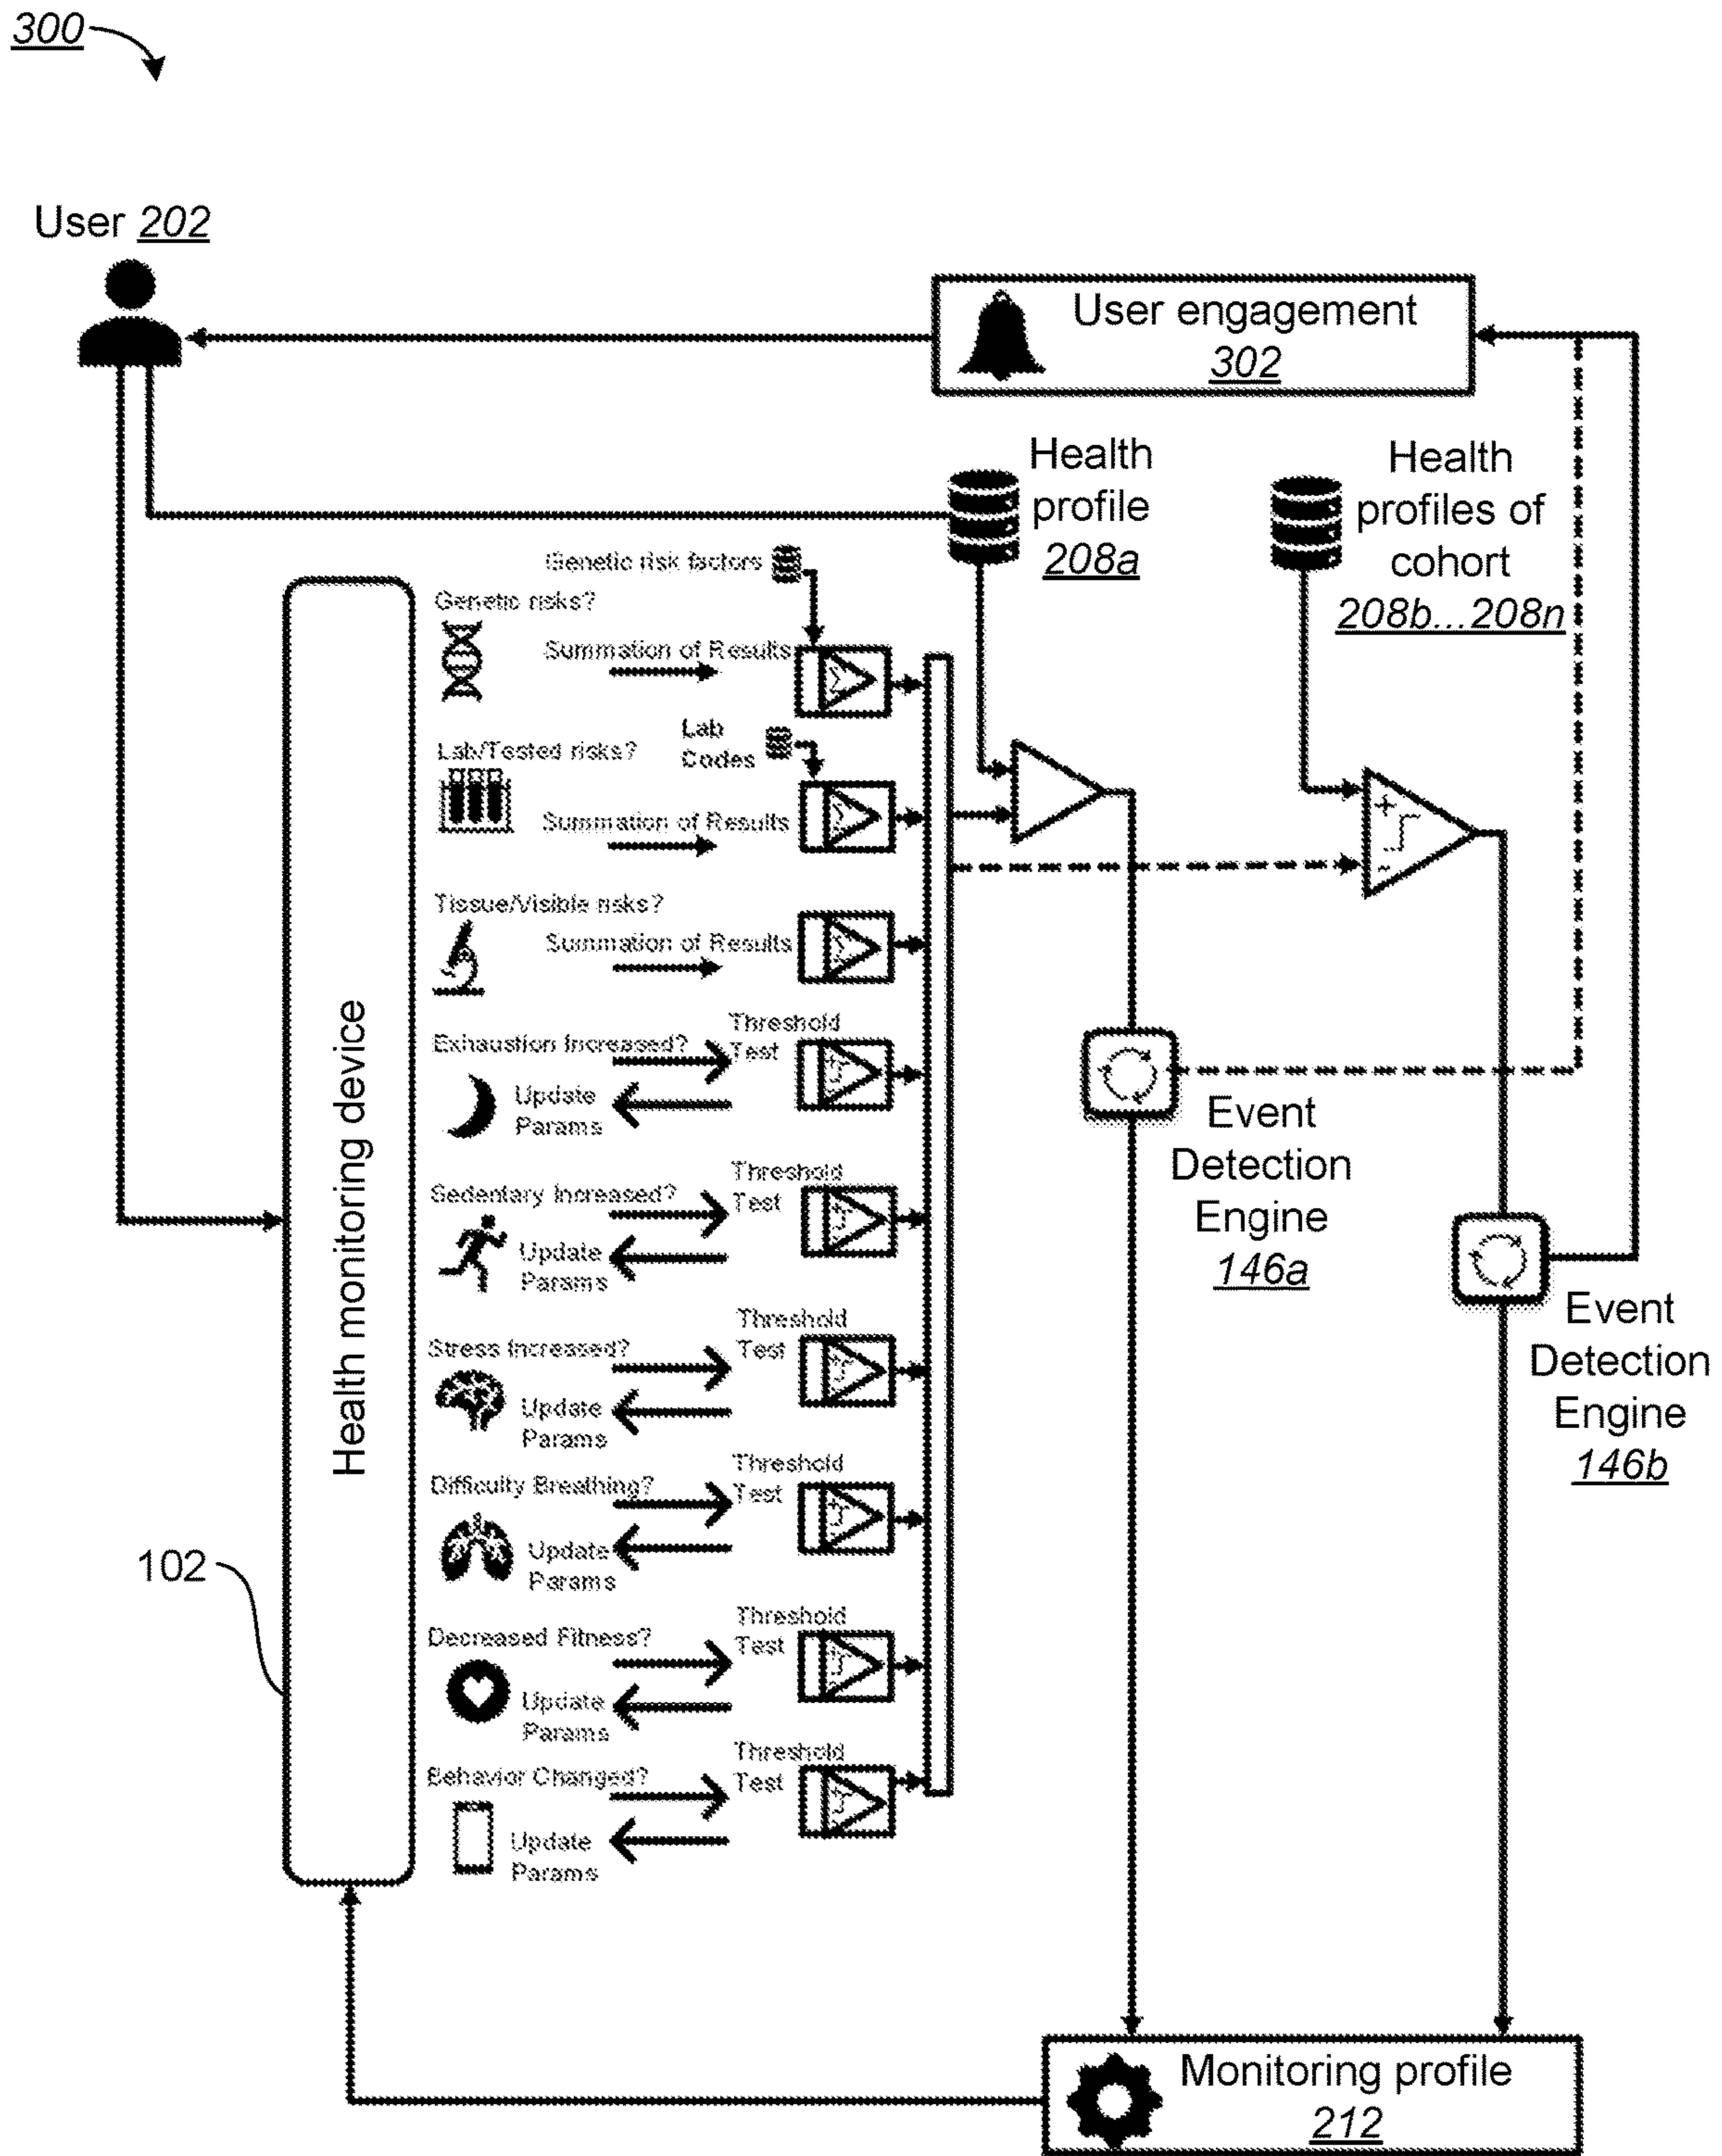 300
User 202
User engagement
302
Health
profile
208a
Health
profiles of
cohort
208b...208n
Genetic risk factors
Genetic risks?
Summation of Results
Σ
Lab
Codes
Lab/Tested risks?
Summation of Results
Σ
+
-
Tissue/Visible risks?
Summation of Results
Σ
Threshold
Test
Exhaustion Increased?
Update
Params
Event
Detection
Engine
146a
Threshold
Test
Sedentary Increased?
Update
Params
Event
Detection
Engine
146b
Threshold
Test
Stress Increased?
Update
Params
Threshold
Test
Difficulty Breathing?
Update
Params
Threshold
Test
Decreased Fitness?
Update
Params
Threshold
Test
Behavior Changed?
Update
Params
Health monitoring device
102
Monitoring profile
212